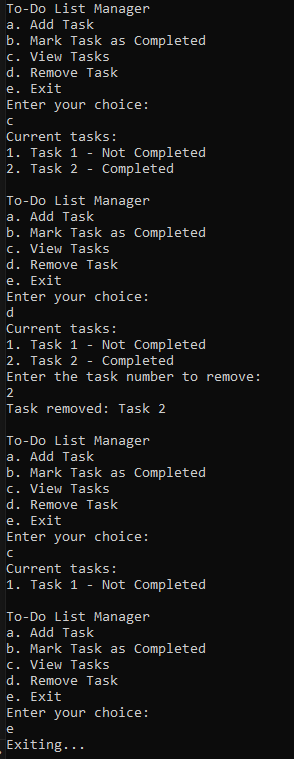 To-Do List Manager
a. Add Task
b. Mark Task as Completed
c. View Tasks
d. Remove Task
e. Exit
Enter your choice:
c
Current tasks:
1. Task 1 - Not Completed
2. Task 2 - Completed

To-Do List Manager
a. Add Task
b. Mark Task as Completed
c. View Tasks
d. Remove Task
e. Exit
Enter your choice:
d
Current tasks:
1. Task 1 - Not Completed
2. Task 2 - Completed
Enter the task number to remove:
2
Task removed: Task 2

To-Do List Manager
a. Add Task
b. Mark Task as Completed
c. View Tasks
d. Remove Task
e. Exit
Enter your choice:
c
Current tasks:
1. Task 1 - Not Completed

To-Do List Manager
a. Add Task
b. Mark Task as Completed
c. View Tasks
d. Remove Task
e. Exit
Enter your choice:
e
Exiting...